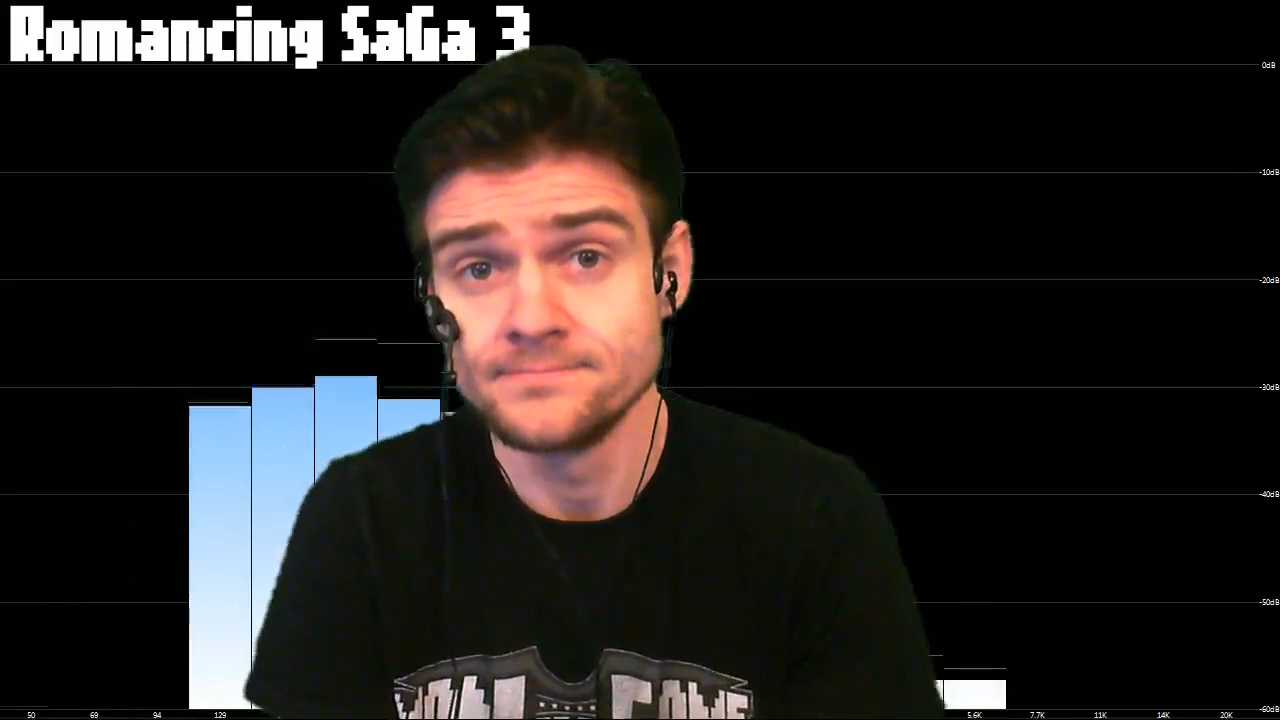 Romancing SaGa 3
0dB
-10dB
-20dB
-30dB
-40dB
-50dB
-60dB
50 69 94 129 5.6K 7.7K 11K 14K 20K